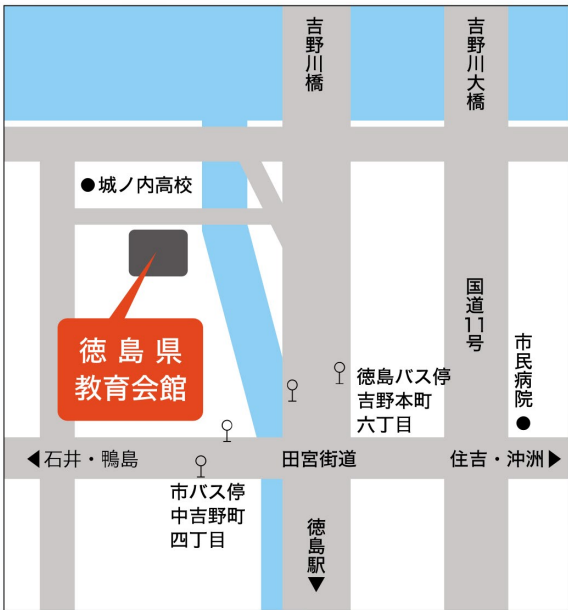 吉野川橋
吉野川大橋
●城ノ内高校
徳島県
教育会館
国道11号
市民病院●
徳島バス停
吉野本町
六丁目
◀石井・鴨島
田宮街道
住吉・沖洲▶
市バス停
中吉野町
四丁目
徳島駅▼